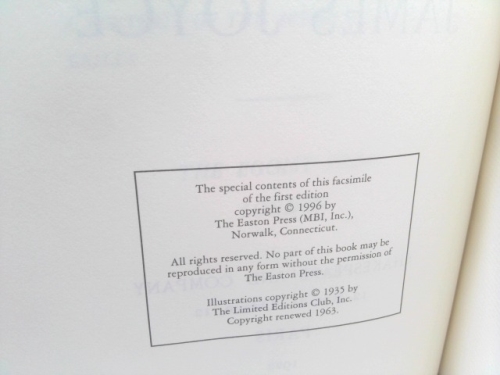 JAMES JOYCE
The special contents of this facsimile
of the first edition
copyright © 1996 by
The Easton Press (MBI, Inc.),
Norwalk, Connecticut.
All rights reserved. No part of this book may be
reproduced in any form without the permission of
The Easton Press.
Illustrations copyright © 1935 by
The Limited Editions Club, Inc.
Copyright renewed 1963.